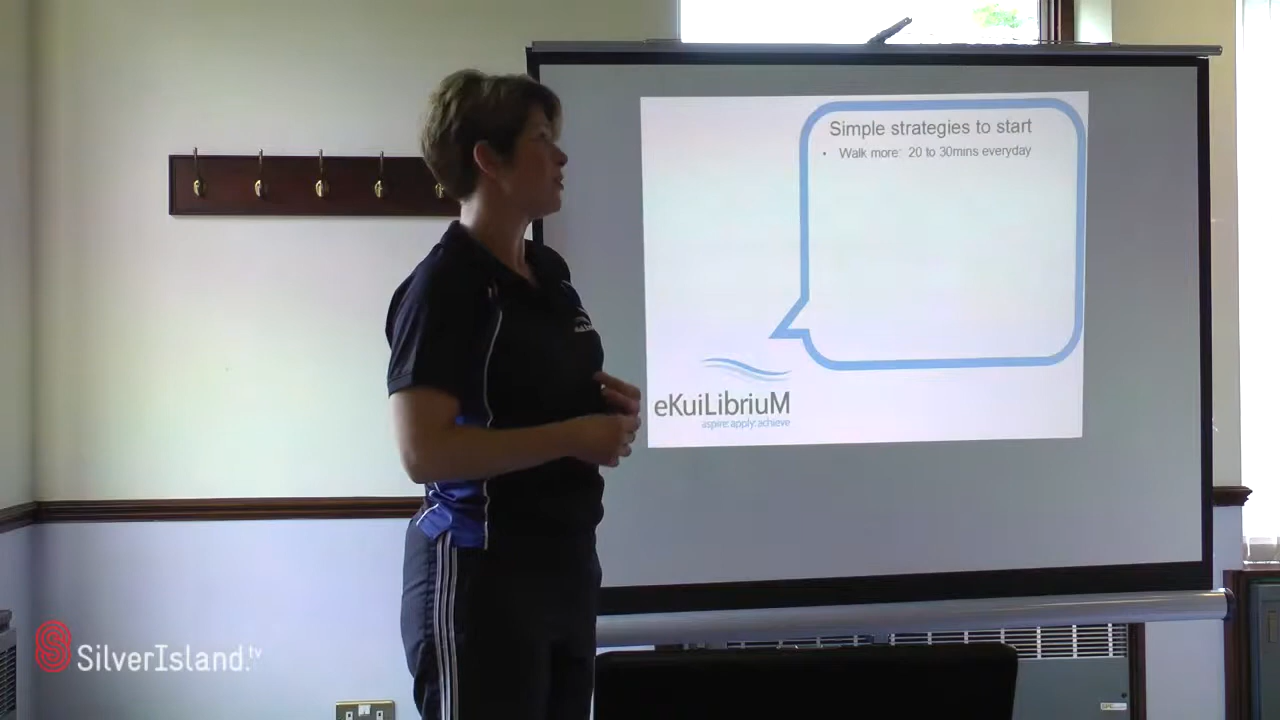 Simple strategies to start
• Walk more: 20 to 30mins everyday
eKuiLibriuM
aspire:apply:achieve
SilverIsland.tv